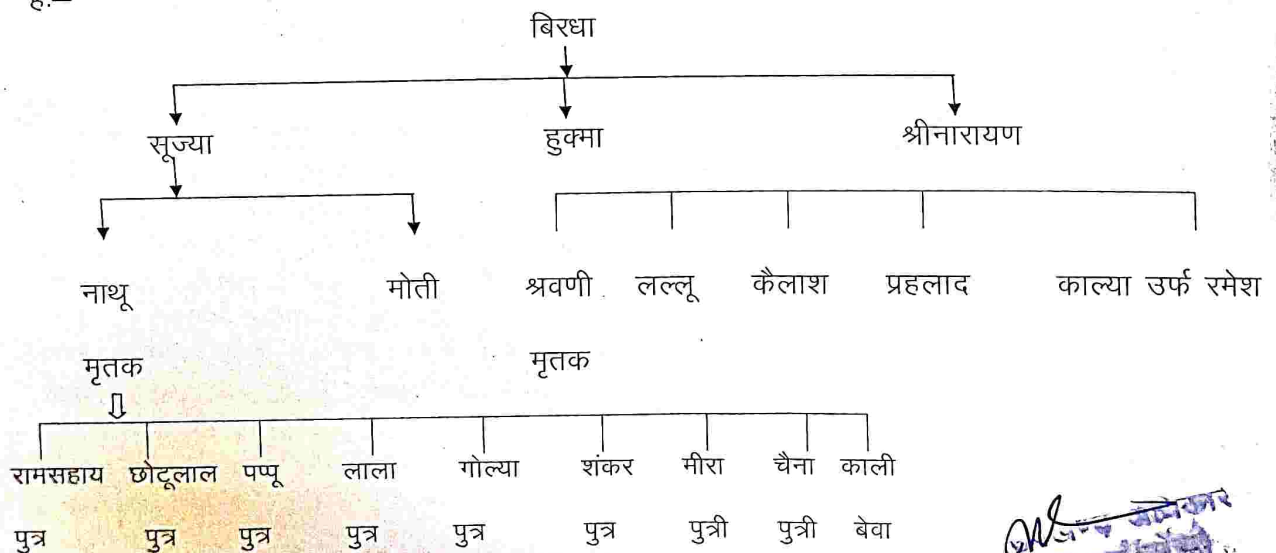 है:–
बिरधा
सूज्या हुक्मा श्रीनारायण
नाथू मोती श्रवणी लल्लू कैलाश प्रहलाद काल्या उर्फ रमेश
मृतक मृतक
रामसहाय छोटूलाल पप्पू लाला गोल्या शंकर मीरा चैना काली
पुत्र पुत्र पुत्र पुत्र पुत्र पुत्र पुत्री पुत्री बेवा